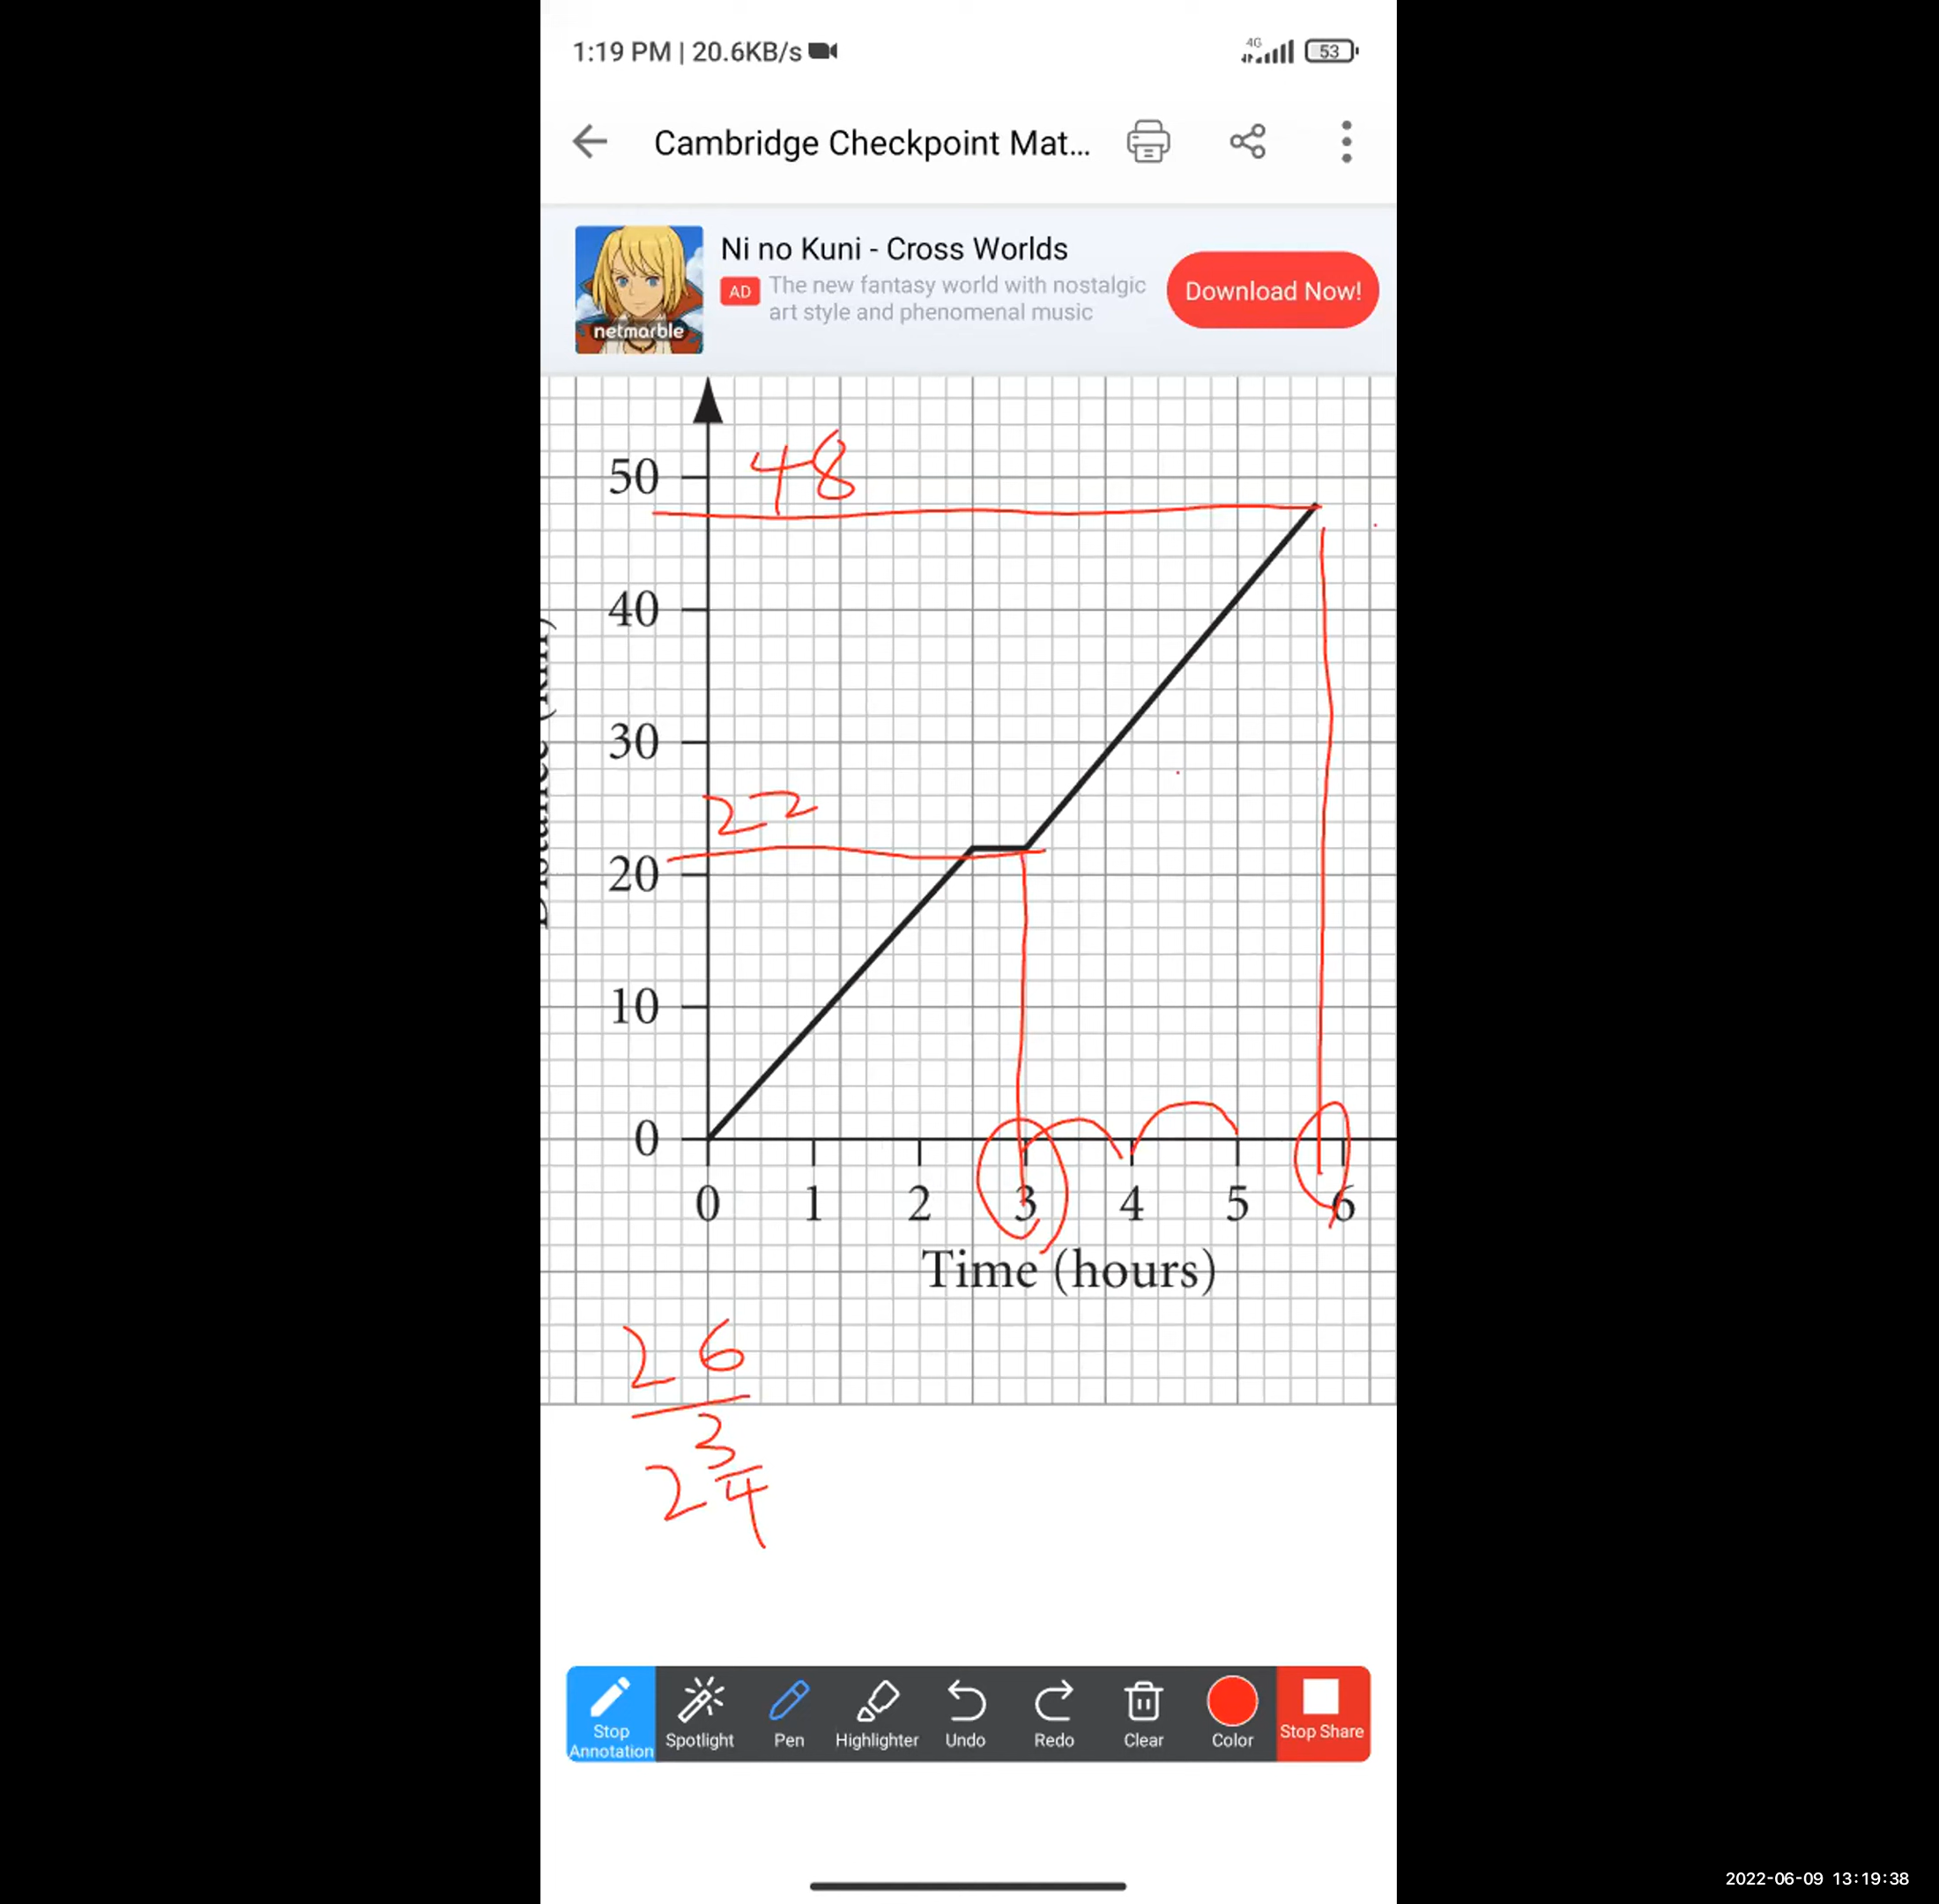 1:19 PM | 20.6KB/s
4G
53
Cambridge Checkpoint Mat...
Ni no Kuni - Cross Worlds
AD The new fantasy world with nostalgic
art style and phenomenal music
Download Now!
netmarble
48
50
40
30
22
20
10
0
0 1 2 3 4 5 6
Time (hours)
26
2 3/4
Stop Annotation
Spotlight
Pen
Highlighter
Undo
Redo
Clear
Color
Stop Share
2022-06-09 13:19:38